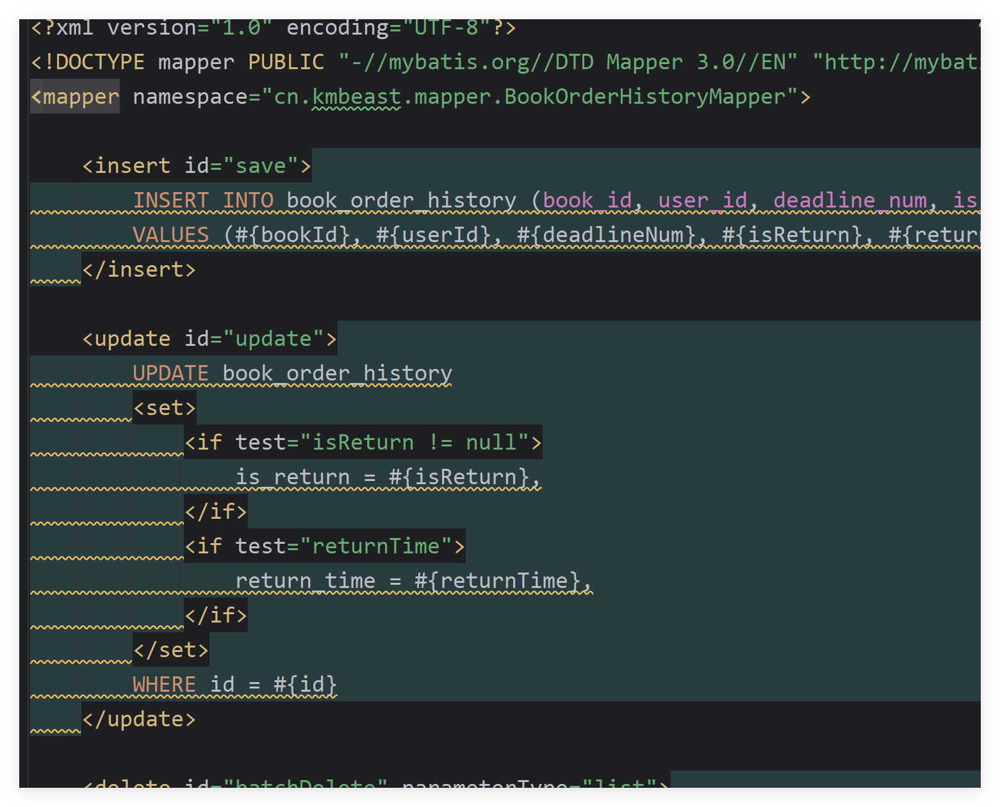 <?xml version="1.0" encoding="UTF-8"?>
<!DOCTYPE mapper PUBLIC "-//mybatis.org//DTD Mapper 3.0//EN" "http://mybat
<mapper namespace="cn.kmbeast.mapper.BookOrderHistoryMapper">
<insert id="save">
INSERT INTO book_order_history (book_id, user_id, deadline_num, is_
VALUES (#{bookId}, #{userId}, #{deadlineNum}, #{isReturn}, #{return
</insert>
<update id="update">
UPDATE book_order_history
<set>
<if test="isReturn != null">
is_return = #{isReturn},
</if>
<if test="returnTime">
return_time = #{returnTime},
</if>
</set>
WHERE id = #{id}
</update>
<delete id="batchDelete" parameterType="list">